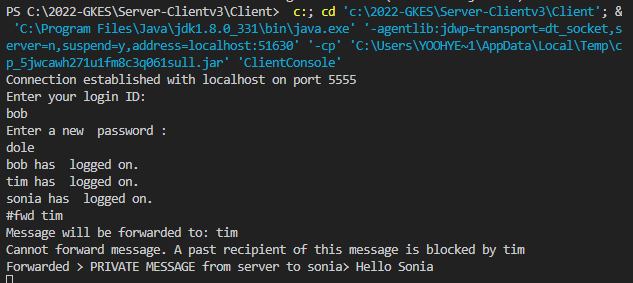 PS C:\2022-GKES\Server-Clientv3\Client>  c:; cd 'c:\2022-GKES\Server-Clientv3\Client'; &
 'C:\Program Files\Java\jdk1.8.0_331\bin\java.exe' '-agentlib:jdwp=transport=dt_socket,
server=n,suspend=y,address=localhost:51630' '-cp' 'C:\Users\YOOHYE~1\AppData\Local\Temp\c
p_5jwcawh271u1fm8c3q061sull.jar' 'ClientConsole'
Connection established with localhost on port 5555
Enter your login ID:
bob
Enter a new  password :
dole
bob has  logged on.
tim has  logged on.
sonia has  logged on.
#fwd tim
Message will be forwarded to: tim
Cannot forward message. A past recipient of this message is blocked by tim
Forwarded > PRIVATE MESSAGE from server to sonia> Hello Sonia